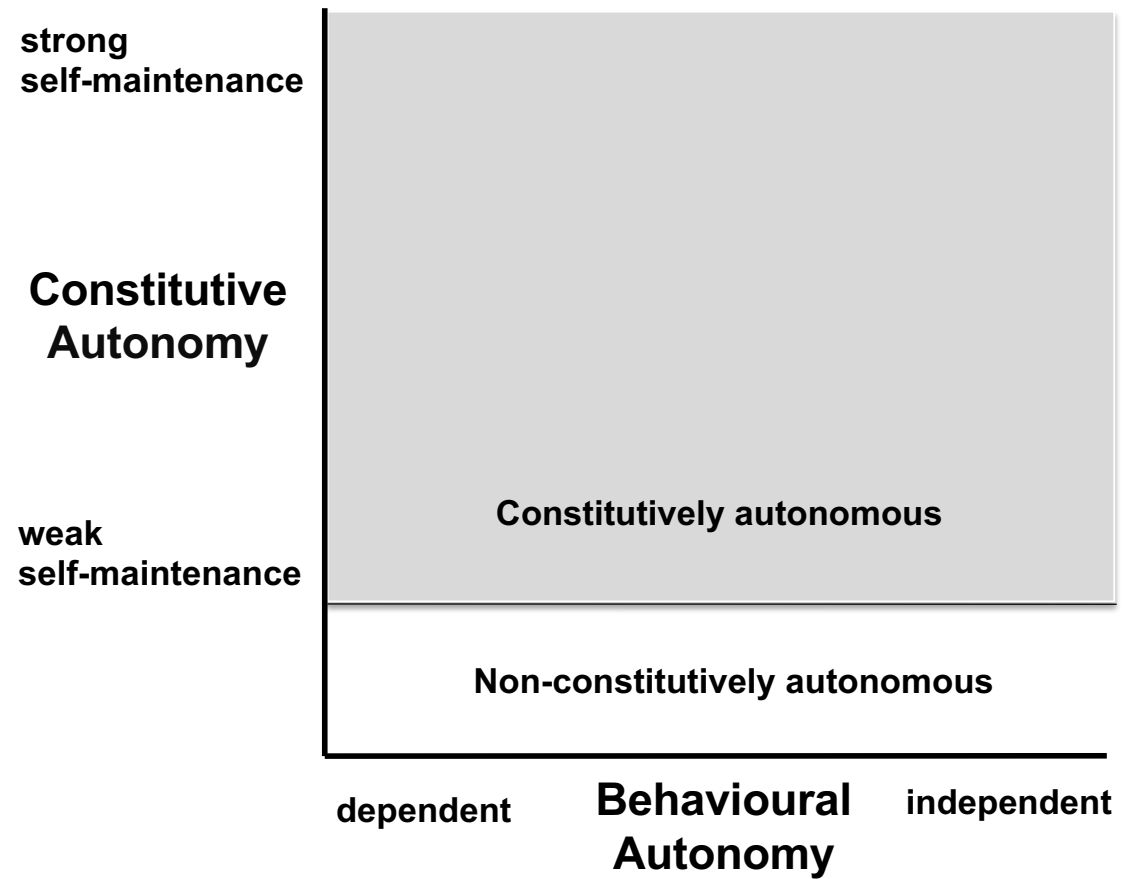 strong
self-maintenance
Constitutive
Autonomy
Constitutively autonomous
weak
self-maintenance
Non-constitutively autonomous
dependent
Behavioural
Autonomy
independent